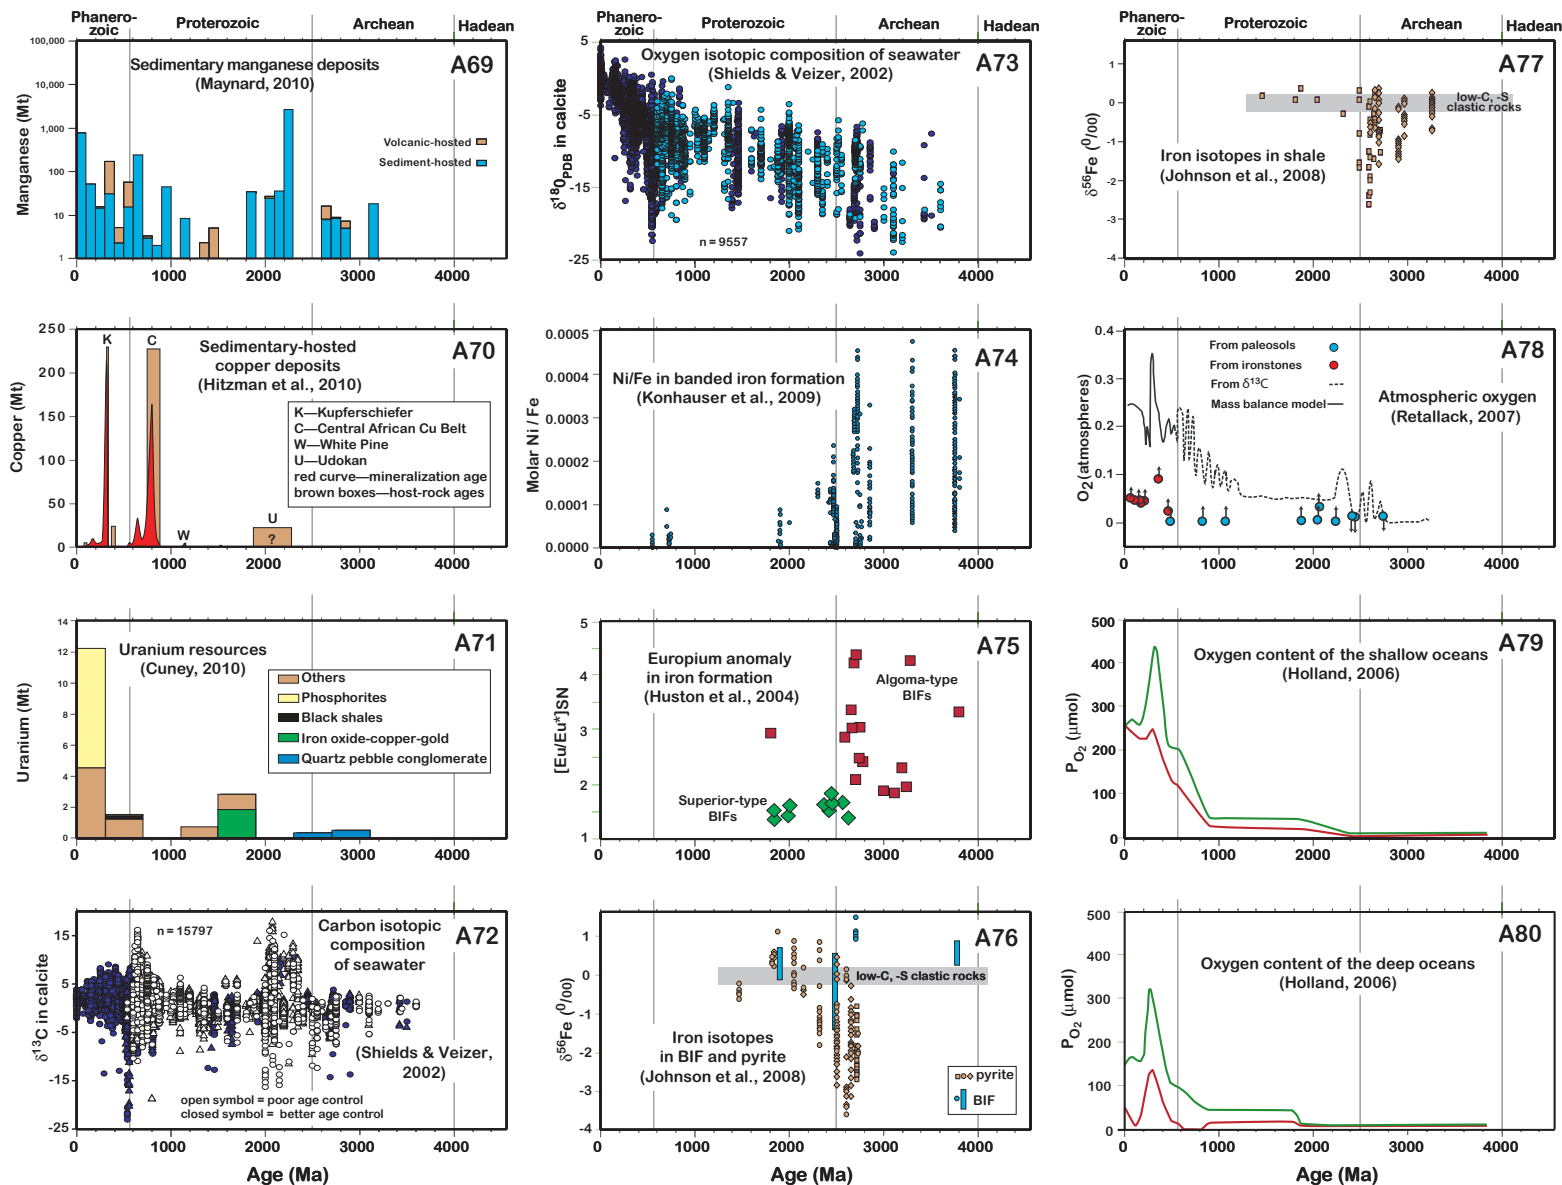 Phanero-
zoic
Proterozoic
Archean
Hadean
A69
Sedimentary manganese deposits
(Maynard, 2010)
Volcanic-hosted
Sediment-hosted
Manganese (Mt)
100,000
10,000
1,000
100
10
1
0 1000 2000 3000 4000
A70
Sedimentary-hosted
copper deposits
(Hitzman et al., 2010)
K
C
W
U
?
K—Kupferschiefer
C—Central African Cu Belt
W—White Pine
U—Udokan
red curve—mineralization age
brown boxes—host-rock ages
Copper (Mt)
250
200
150
100
50
0
0 1000 2000 3000 4000
A71
Uranium resources
(Cuney, 2010)
Others
Phosphorites
Black shales
Iron oxide-copper-gold
Quartz pebble conglomerate
Uranium (Mt)
14
12
10
8
6
4
2
0
0 1000 2000 3000 4000
A72
n = 15797
Carbon isotopic
composition
of seawater
(Shields & Veizer,
2002)
open symbol = poor age control
closed symbol = better age control
δ13C in calcite
15
5
-5
-15
-25
0 1000 2000 3000 4000
Age (Ma)
Phanero-
zoic
Proterozoic
Archean
Hadean
A73
Oxygen isotopic composition of seawater
(Shields & Veizer, 2002)
n = 9557
δ18OPDB in calcite
5
-5
-15
-25
0 1000 2000 3000 4000
A74
Ni/Fe in banded iron formation
(Konhauser et al., 2009)
Molar Ni / Fe
0.0005
0.0004
0.0003
0.0002
0.0001
0.0000
0 1000 2000 3000 4000
A75
Europium anomaly
in iron formation
(Huston et al., 2004)
Algoma-type
BIFs
Superior-type
BIFs
[Eu/Eu*]SN
5
4
3
2
1
0 1000 2000 3000 4000
A76
low-C, -S clastic rocks
Iron isotopes
in BIF and pyrite
(Johnson et al., 2008)
pyrite
BIF
δ56Fe (0/00)
1
0
-1
-2
-3
-4
0 1000 2000 3000 4000
Age (Ma)
Phanero-
zoic
Proterozoic
Archean
Hadean
A77
low-C, -S
clastic rocks
Iron isotopes in shale
(Johnson et al., 2008)
δ56Fe (0/00)
1
0
-1
-2
-3
-4
0 1000 2000 3000 4000
A78
From paleosols
From ironstones
From δ13C
Mass balance model
Atmospheric oxygen
(Retallack, 2007)
O2 (atmospheres)
0.4
0.3
0.2
0.1
0
0 1000 2000 3000 4000
A79
Oxygen content of the shallow oceans
(Holland, 2006)
PO2 (μmol)
500
400
300
200
100
0
0 1000 2000 3000 4000
A80
Oxygen content of the deep oceans
(Holland, 2006)
PO2 (μmol)
500
400
300
200
100
0
0 1000 2000 3000 4000
Age (Ma)